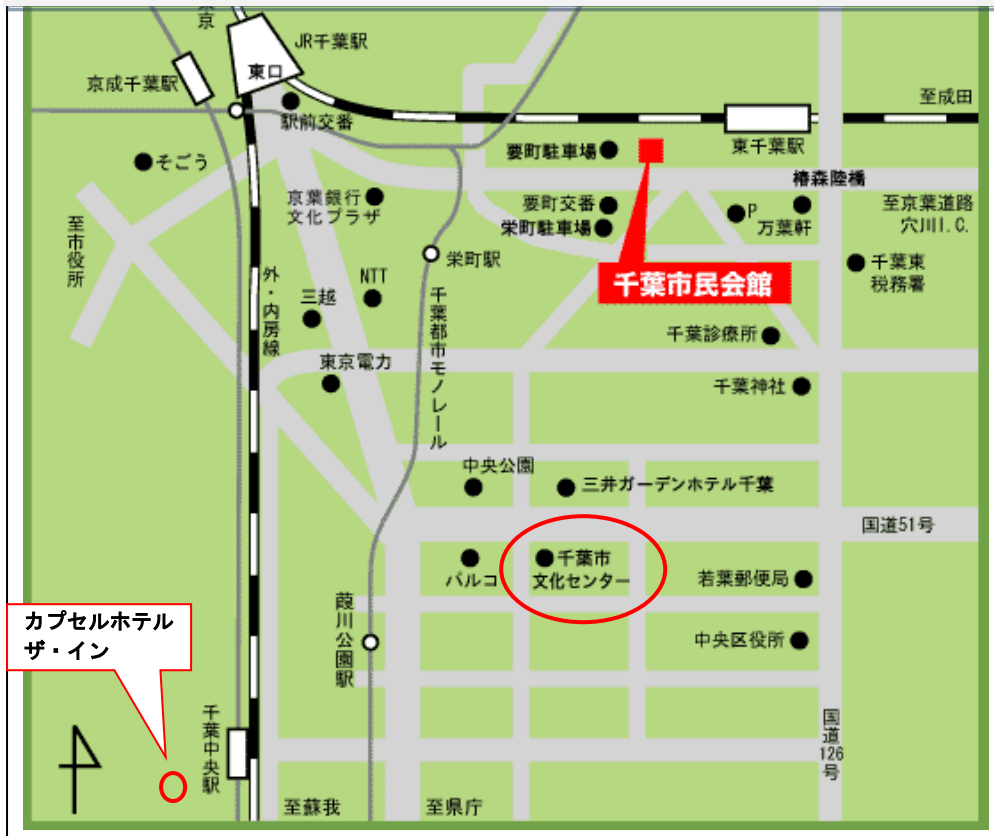 京
JR千葉駅
東口
京成千葉駅
駅前交番
至成田
東千葉駅
要町駐車場
そごう
椿森陸橋
京葉銀行
文化プラザ
要町交番
栄町駐車場
P
万葉軒
至京葉道路
穴川I.C.
至市役所
栄町駅
千葉東
税務署
外・内房線
NTT
千葉市民会館
三越
千葉都市モノレール
千葉診療所
東京電力
千葉神社
中央公園
三井ガーデンホテル千葉
国道51号
パルコ
千葉市
文化センター
若葉郵便局
葭川公園駅
中央区役所
カプセルホテル
ザ・イン
千葉中央駅
国道126号
至蘇我
至県庁